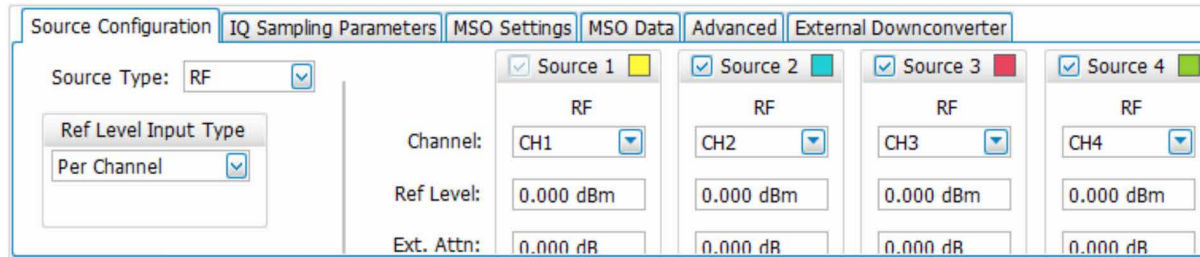 Source Configuration IQ Sampling Parameters MSO Settings MSO Data Advanced External Downconverter
Source Type: RF
Ref Level Input Type
Per Channel
Source 1 Source 2 Source 3 Source 4
RF RF RF RF
Channel: CH1 CH2 CH3 CH4
Ref Level: 0.000 dBm 0.000 dBm 0.000 dBm 0.000 dBm
Ext. Attn: 0.000 dB 0.000 dB 0.000 dB 0.000 dB